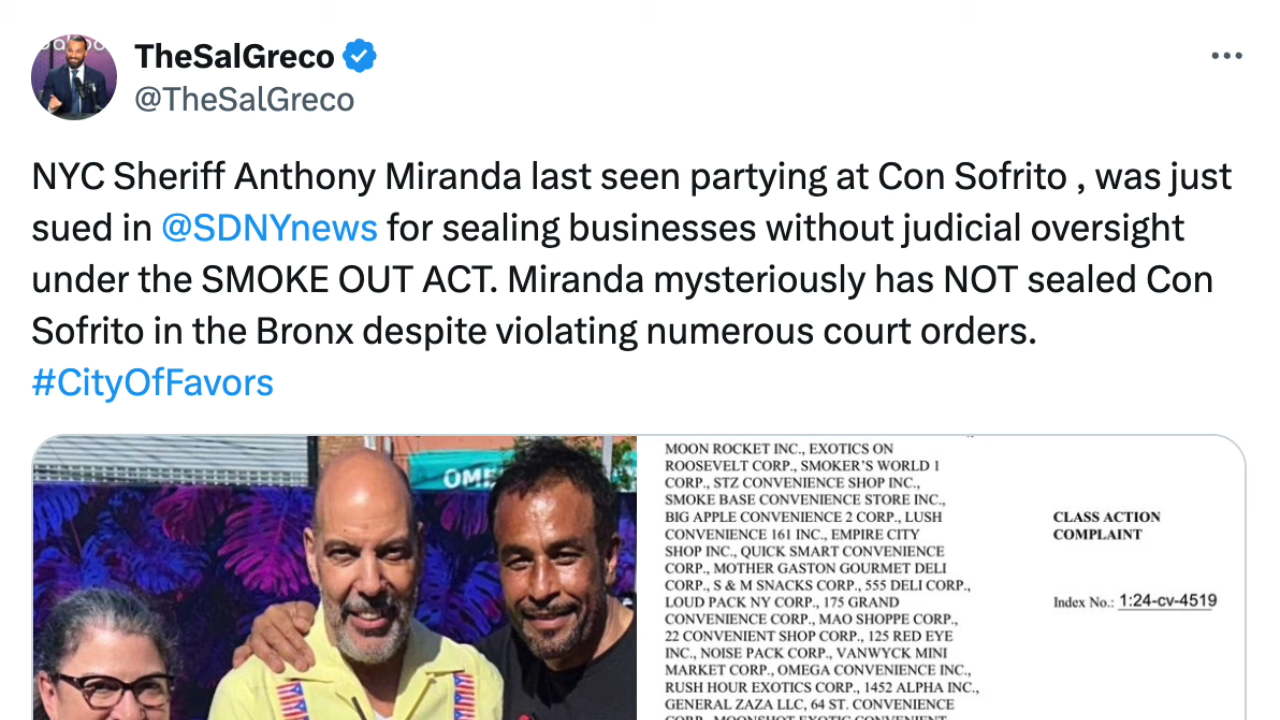 TheSalGreco
@TheSalGreco
NYC Sheriff Anthony Miranda last seen partying at Con Sofrito , was just
sued in @SDNYnews for sealing businesses without judicial oversight
under the SMOKE OUT ACT. Miranda mysteriously has NOT sealed Con
Sofrito in the Bronx despite violating numerous court orders.
#CityOfFavors
OME
MOON ROCKET INC., EXOTICS ON
ROOSEVELT CORP., SMOKER'S WORLD 1
CORP., STZ CONVENIENCE SHOP INC.,
SMOKE BASE CONVENIENCE STORE INC.,
BIG APPLE CONVENIENCE 2 CORP., LUSH
CONVENIENCE 161 INC., EMPIRE CITY
SHOP INC., QUICK SMART CONVENIENCE
CORP., MOTHER GASTON GOURMET DELI
CORP., S & M SNACKS CORP., 555 DELI CORP.,
LOUD PACK NY CORP., 175 GRAND
CONVENIENCE CORP., MAO SHOPPE CORP.,
22 CONVENIENT SHOP CORP., 125 RED EYE
INC., NOISE PACK CORP., VANWYCK MINI
MARKET CORP., OMEGA CONVENIENCE INC.,
RUSH HOUR EXOTICS CORP., 1452 ALPHA INC.,
GENERAL ZAZA LLC, 64 ST. CONVENIENCE
CORP., MOONSHOT EXOTIC CONVENIENT
CLASS ACTION
COMPLAINT
Index No.: 1:24-cv-4519